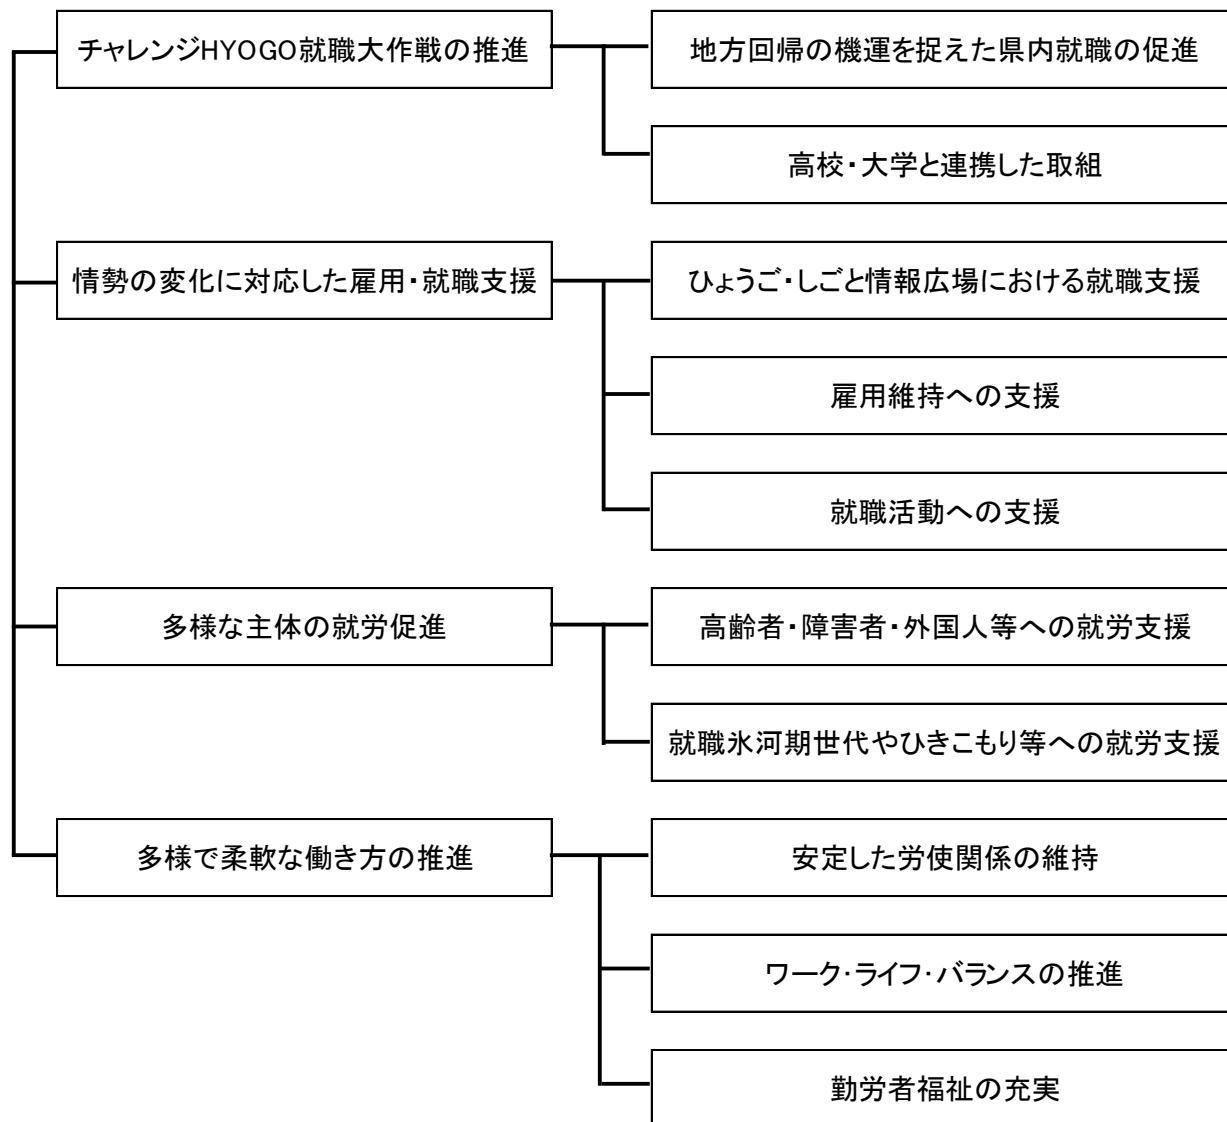 チャレンジHYOGO就職大作戦の推進
地方回帰の機運を捉えた県内就職の促進
高校・大学と連携した取組
情勢の変化に対応した雇用・就職支援
ひょうご・しごと情報広場における就職支援
雇用維持への支援
就職活動への支援
多様な主体の就労促進
高齢者・障害者・外国人等への就労支援
就職氷河期世代やひきこもり等への就労支援
多様で柔軟な働き方の推進
安定した労使関係の維持
ワーク・ライフ・バランスの推進
勤労者福祉の充実